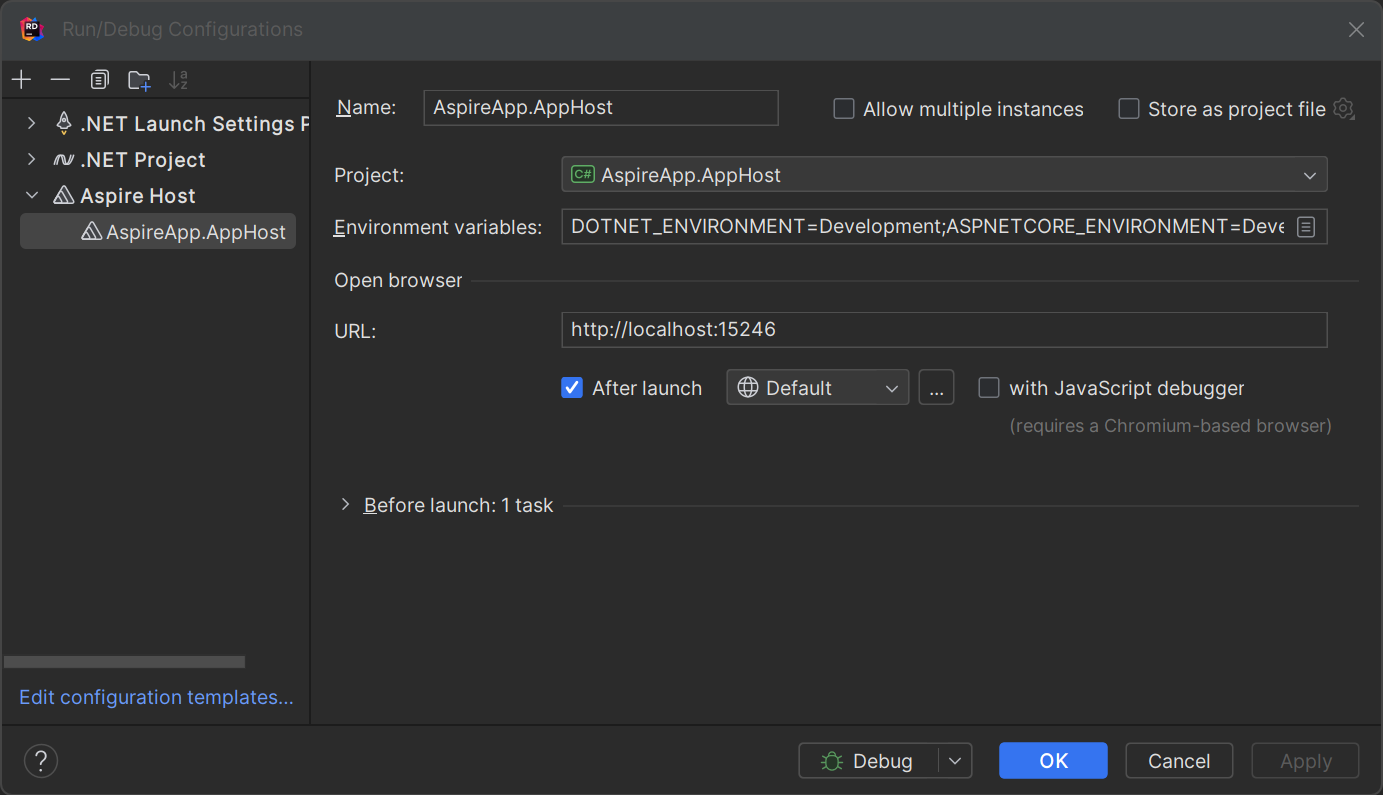 RD
Run/Debug Configurations
.NET Launch Settings P
.NET Project
Aspire Host
AspireApp.AppHost
Edit configuration templates...
Name:
AspireApp.AppHost
Allow multiple instances
Store as project file
Project:
C# AspireApp.AppHost
Environment variables:
DOTNET_ENVIRONMENT=Development;ASPNETCORE_ENVIRONMENT=Deve
Open browser
URL:
http://localhost:15246
After launch
Default
...
with JavaScript debugger
(requires a Chromium-based browser)
Before launch: 1 task
?
Debug
OK
Cancel
Apply